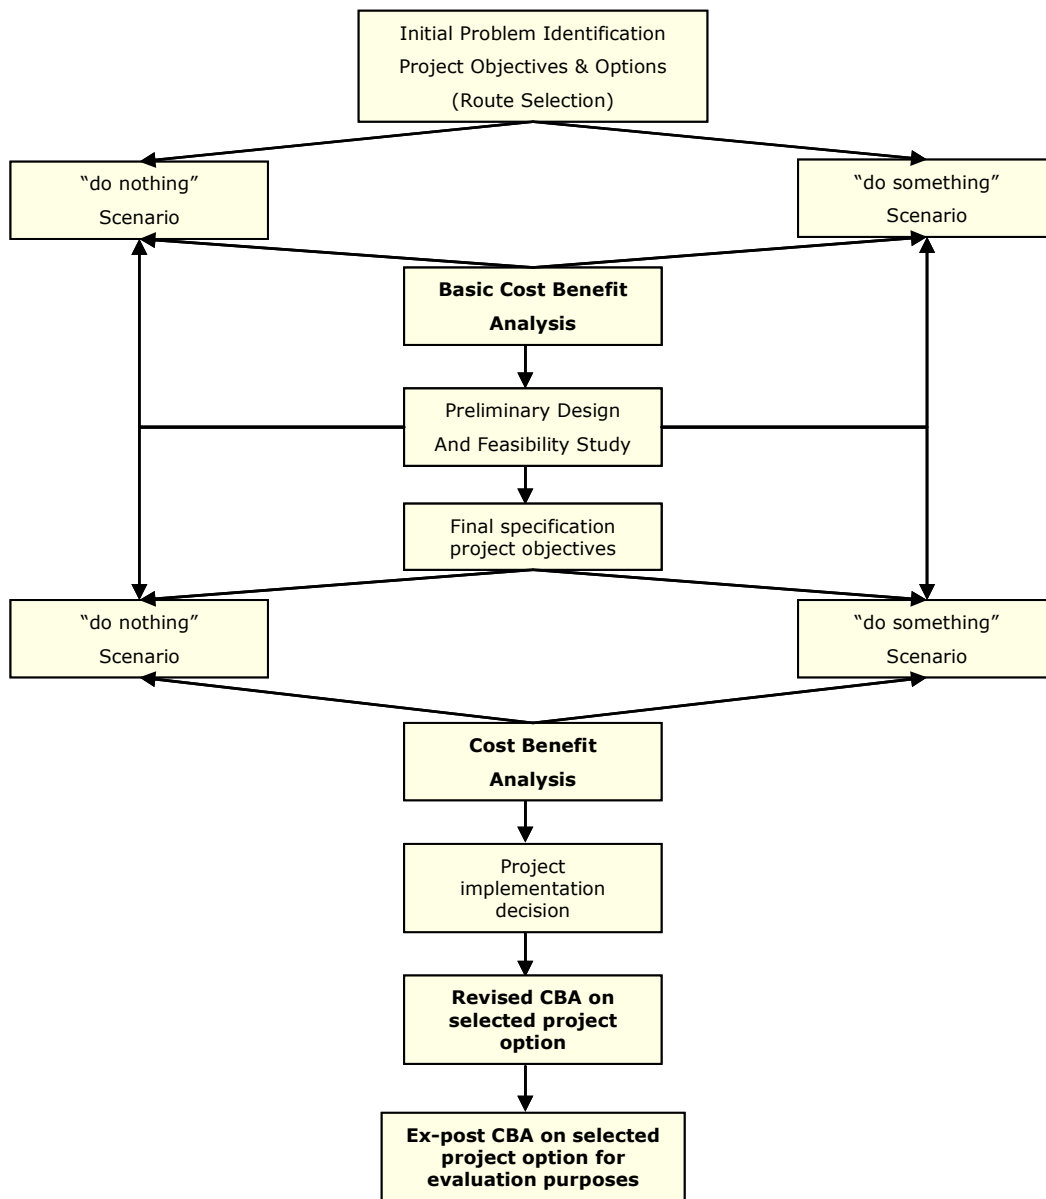 Initial Problem Identification
Project Objectives & Options
(Route Selection)
“do nothing”
Scenario
“do something”
Scenario
Basic Cost Benefit
Analysis
Preliminary Design
And Feasibility Study
Final specification
project objectives
“do nothing”
Scenario
“do something”
Scenario
Cost Benefit
Analysis
Project
implementation
decision
Revised CBA on
selected project
option
Ex-post CBA on selected
project option for
evaluation purposes